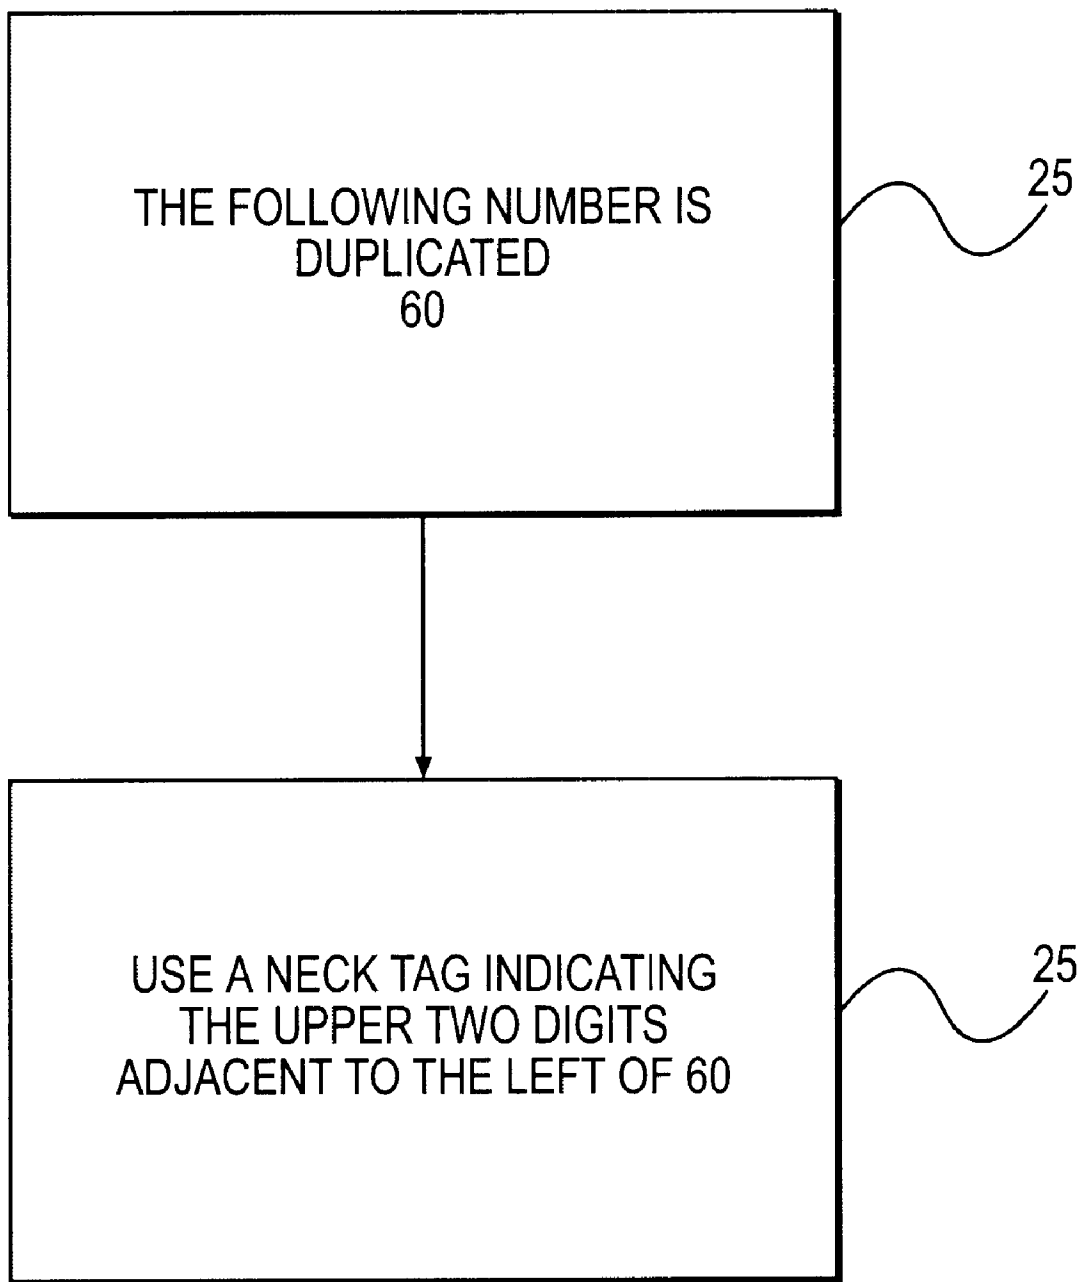 THE FOLLOWING NUMBER IS
DUPLICATED
60
25
USE A NECK TAG INDICATING
THE UPPER TWO DIGITS
ADJACENT TO THE LEFT OF 60
25